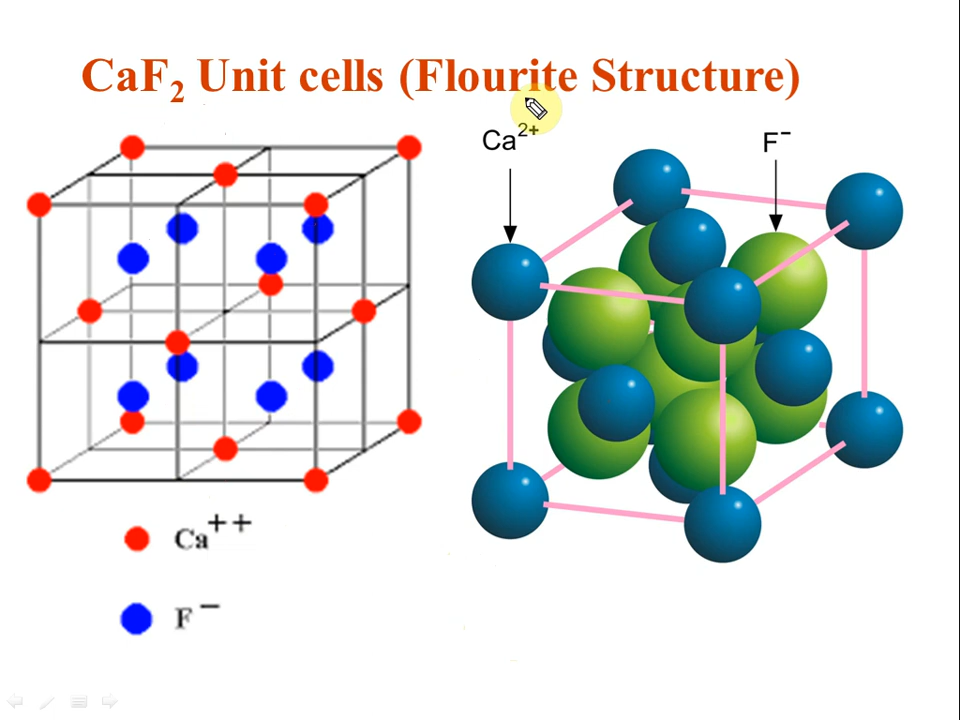 CaF₂ Unit cells (Flourite Structure)
Ca²⁺
F⁻
Ca⁺⁺
F⁻